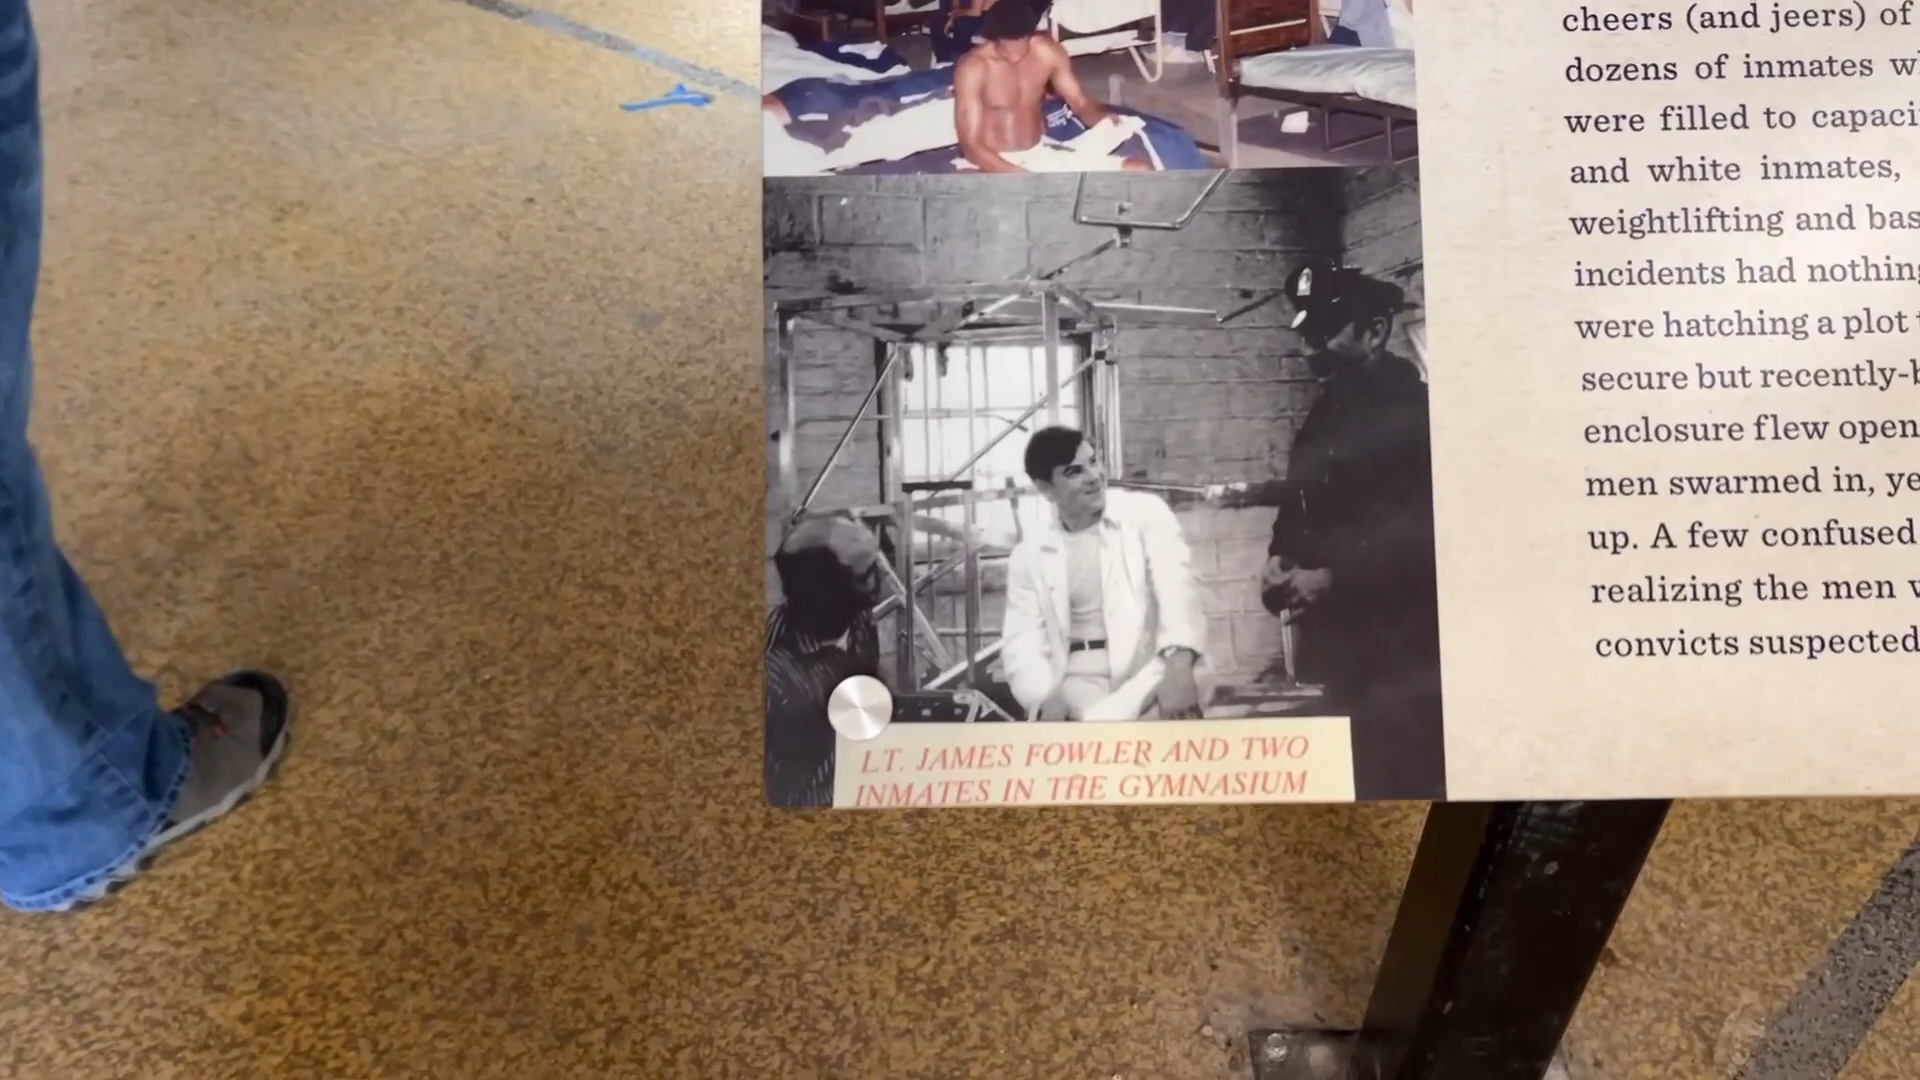 LT. JAMES FOWLER AND TWO
INMATES IN THE GYMNASIUM
cheers (and jeers) of
dozens of inmates
were filled to
and white inmates,
weightlifting and
incidents had
were hatching a plot
secure but
enclosure flew open
men swarmed in,
up. A few confused
realizing the men
convicts suspected